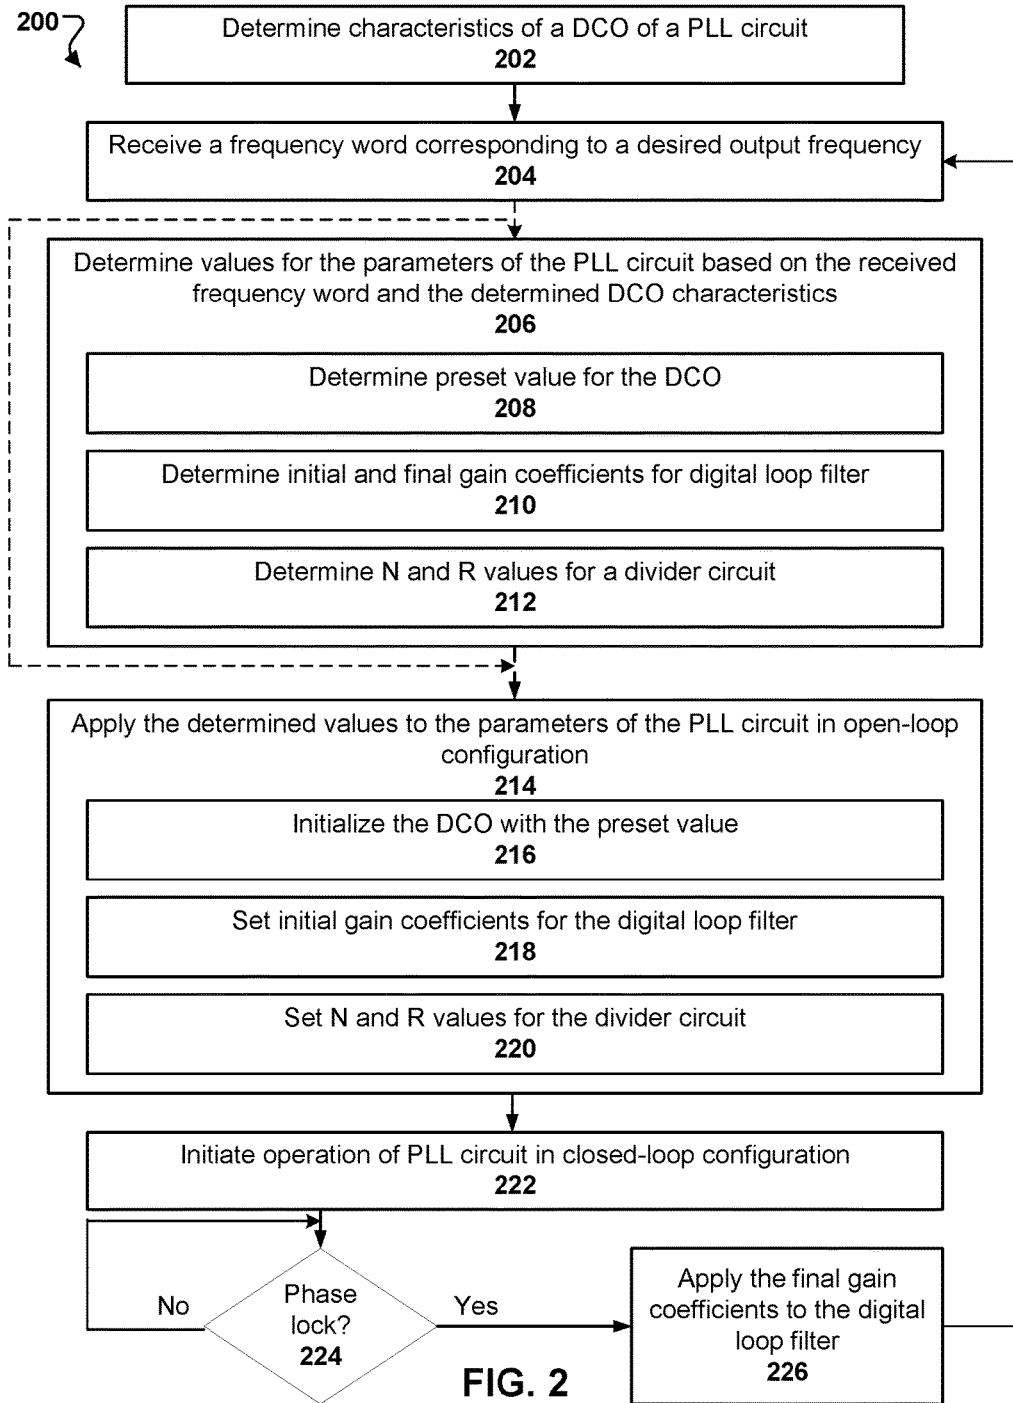 200
Determine characteristics of a DCO of a PLL circuit
202
Receive a frequency word corresponding to a desired output frequency
204
Determine values for the parameters of the PLL circuit based on the received
frequency word and the determined DCO characteristics
206
Determine preset value for the DCO
208
Determine initial and final gain coefficients for digital loop filter
210
Determine N and R values for a divider circuit
212
Apply the determined values to the parameters of the PLL circuit in open-loop
configuration
214
Initialize the DCO with the preset value
216
Set initial gain coefficients for the digital loop filter
218
Set N and R values for the divider circuit
220
Initiate operation of PLL circuit in closed-loop configuration
222
No
Phase
lock?
224
Yes
Apply the final gain
coefficients to the digital
loop filter
226
FIG. 2